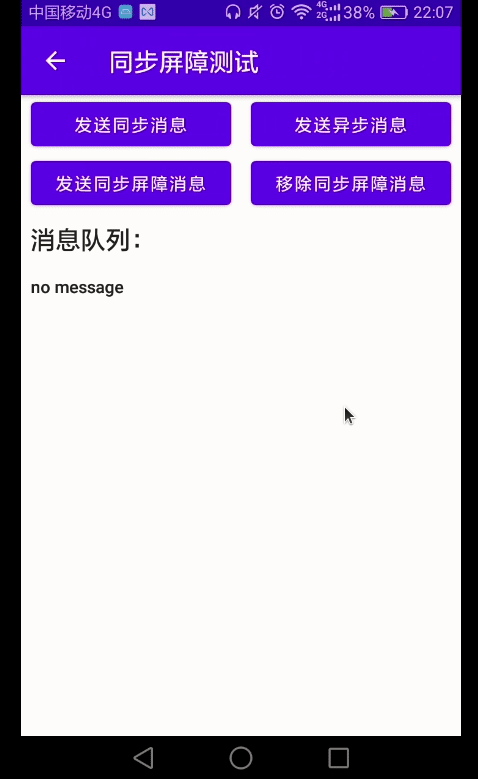 中国移动4G 4G 2G 38% 22:07
同步屏障测试
发送同步消息 发送异步消息
发送同步屏障消息 移除同步屏障消息
消息队列：
no message